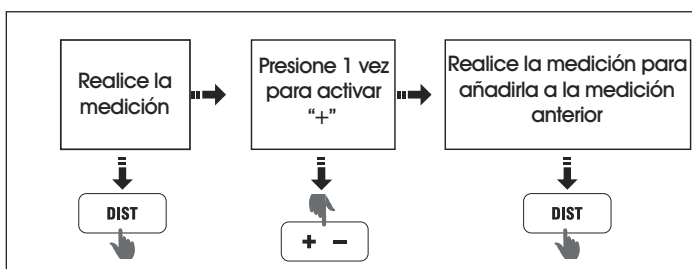 Realice la
medición
Presione 1 vez
para activar
“+”
Realice la medición para
añadirla a la medición
anterior
DIST
+ −
DIST